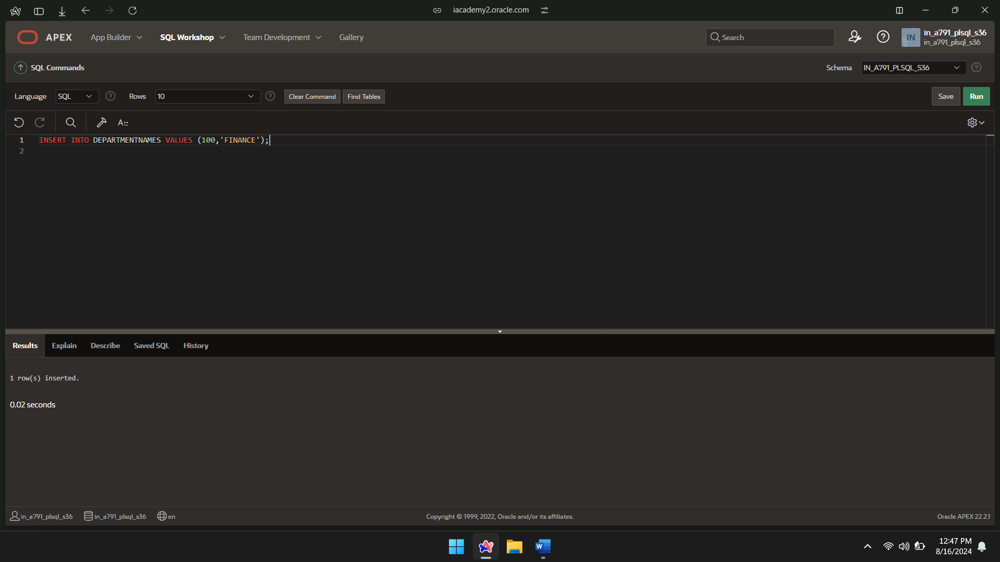 iacademy2.oracle.com
APEX App Builder SQL Workshop Team Development Gallery Search IN in_a791_plsql_s36
in_a791_plsql_s36
SQL Commands Schema IN_A791_PLSQL_S36
Language SQL Rows 10 Clear Command Find Tables Save Run
A::
1 INSERT INTO DEPARTMENTNAMES VALUES (100,'FINANCE');
2
Results Explain Describe Saved SQL History
1 row(s) inserted.
0.02 seconds
in_a791_plsql_s36 in_a791_plsql_s36 en Copyright © 1999, 2022, Oracle and/or its affiliates. Oracle APEX 22.2.1
W 12:47 PM
8/16/2024